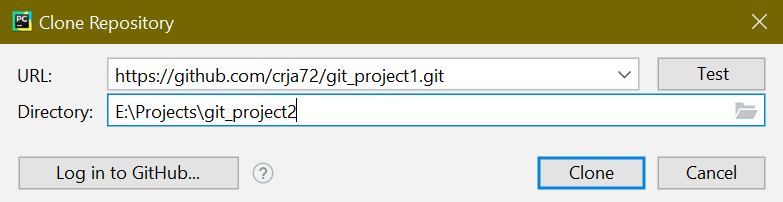 PC Clone Repository
URL: https://github.com/crja72/git_project1.git Test
Directory: E:\Projects\git_project2
Log in to GitHub... ? Clone Cancel